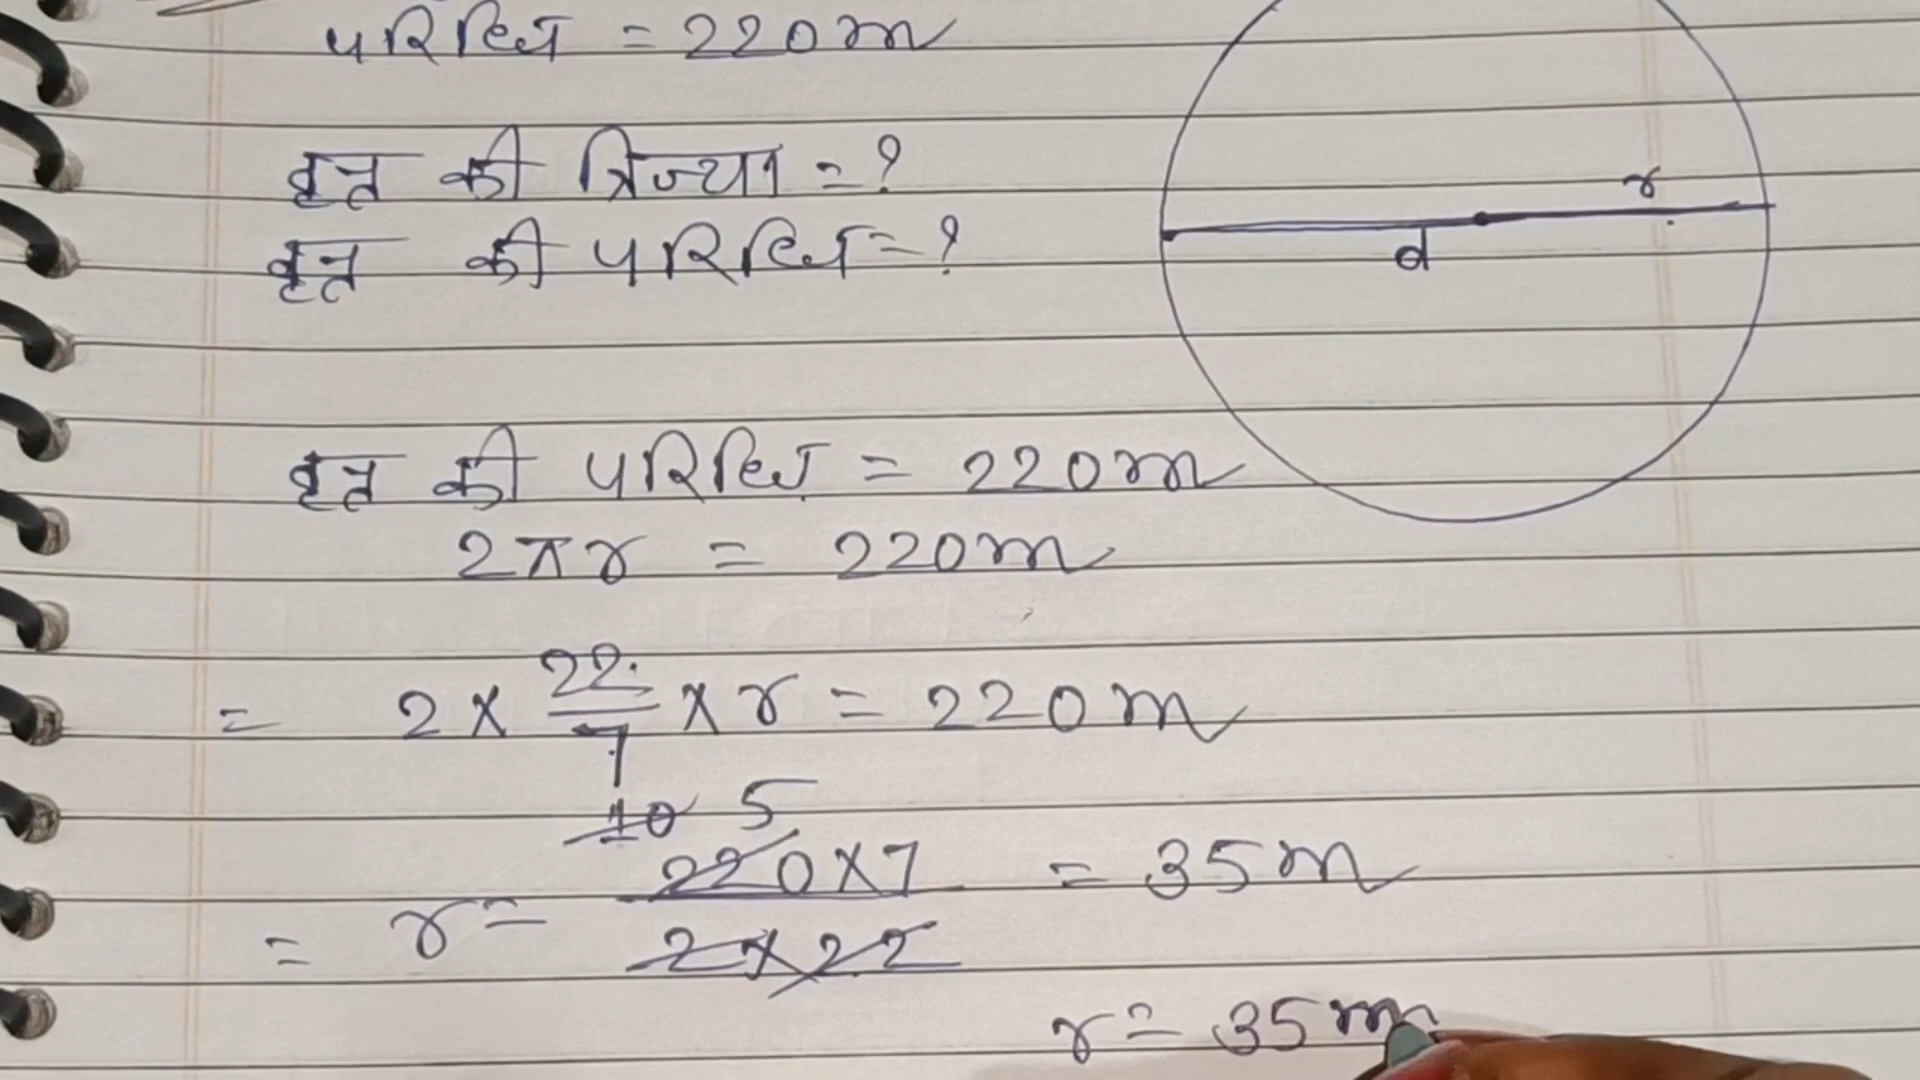 परिधि = 220m
वृत्त की त्रिज्या = ?
वृत्त की परिधि = ?
r
d
वृत्त की परिधि = 220m
2πr = 220m
= 2 × 22/7 × r = 220m
10 5
= r = 220×7 / 2×22 = 35m
r = 35m